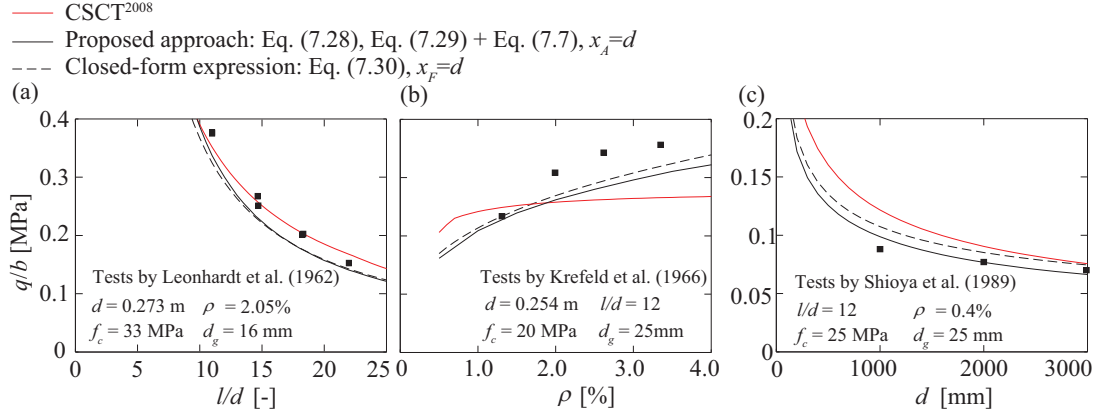 CSCT2008
Proposed approach: Eq. (7.28), Eq. (7.29) + Eq. (7.7), xA=d
Closed-form expression: Eq. (7.30), xF=d
(a)
0.4
0.3
0.2
0.1
0
q/b [MPa]
Tests by Leonhardt et al. (1962)
d = 0.273 m ρ = 2.05%
fc = 33 MPa dg = 16 mm
0 5 10 15 20 25
l/d [-]
(b)
Tests by Krefeld et al. (1966)
d = 0.254 m l/d = 12
fc = 20 MPa dg = 25mm
0 1.0 2.0 3.0 4.0
ρ [%]
(c)
0.2
0.15
0.1
0.05
0
Tests by Shioya et al. (1989)
l/d = 12 ρ = 0.4%
fc = 25 MPa dg = 25 mm
0 1000 2000 3000
d [mm]